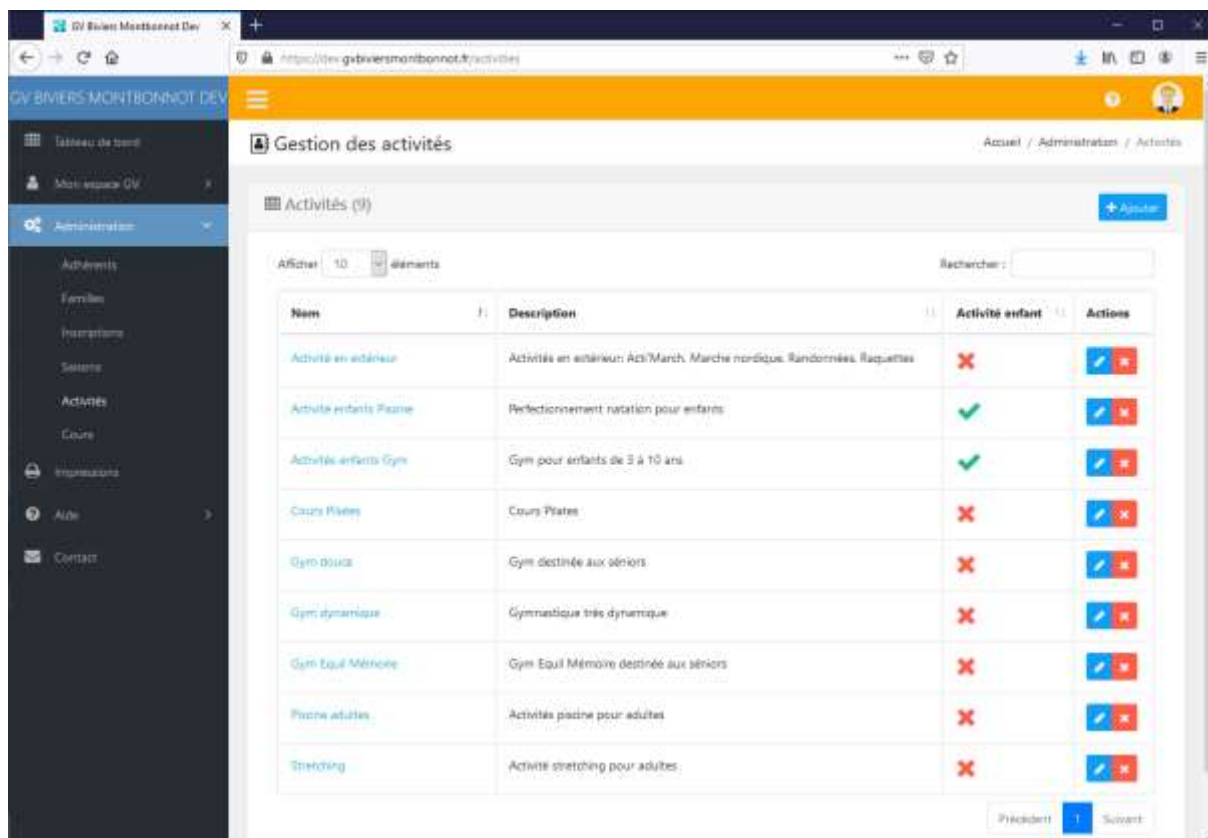 GV Biviers Montbonnot Dev
https://dev.gvbiviersmontbonnot.fr/activities
GV BIVIERS MONTBONNOT DEV
Tableau de bord
Mon espace GV
Administration
Adhérents
Familles
Inscriptions
Saisons
Activités
Cours
Impressions
Aide
Contact
Gestion des activités
Accueil / Administration / Activités
Activités (9)
Ajouter
Afficher 10 éléments
Rechercher :
Nom Description Activité enfant Actions
Activité en extérieur Activités en extérieur: Acti'March, Marche nordique, Randonnées, Raquettes
Activité enfants Piscine Perfectionnement natation pour enfants
Activités enfants Gym Gym pour enfants de 3 à 10 ans
Cours Pilates Cours Pilates
Gym douce Gym destinée aux séniors
Gym dynamique Gymnastique très dynamique
Gym Equil Mémoire Gym Equil Mémoire destinée aux séniors
Piscine adultes Activités piscine pour adultes
Stretching Activité stretching pour adultes
Précédent 1 Suivant